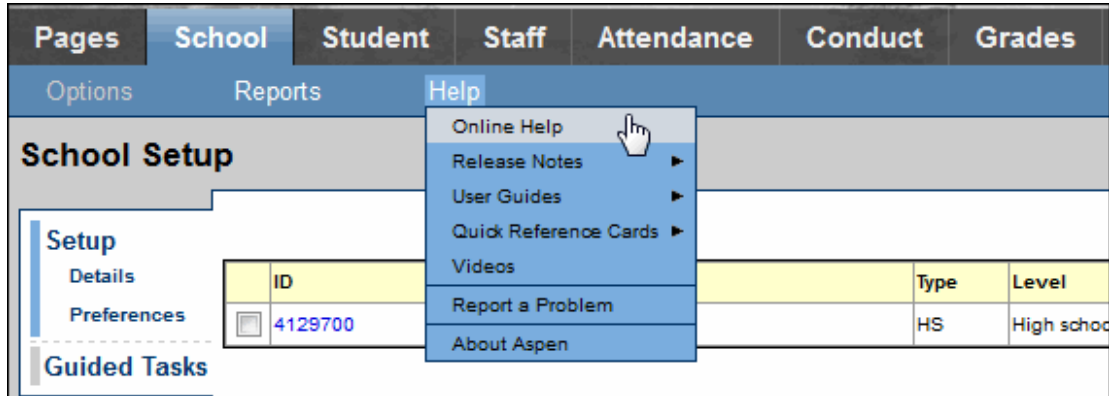 Pages School Student Staff Attendance Conduct Grades
Options Reports Help
Online Help
School Setup
Release Notes
User Guides
Setup
Quick Reference Cards
Details
Videos
ID Type Level
Preferences
Report a Problem
4129700 HS High schoo
About Aspen
Guided Tasks